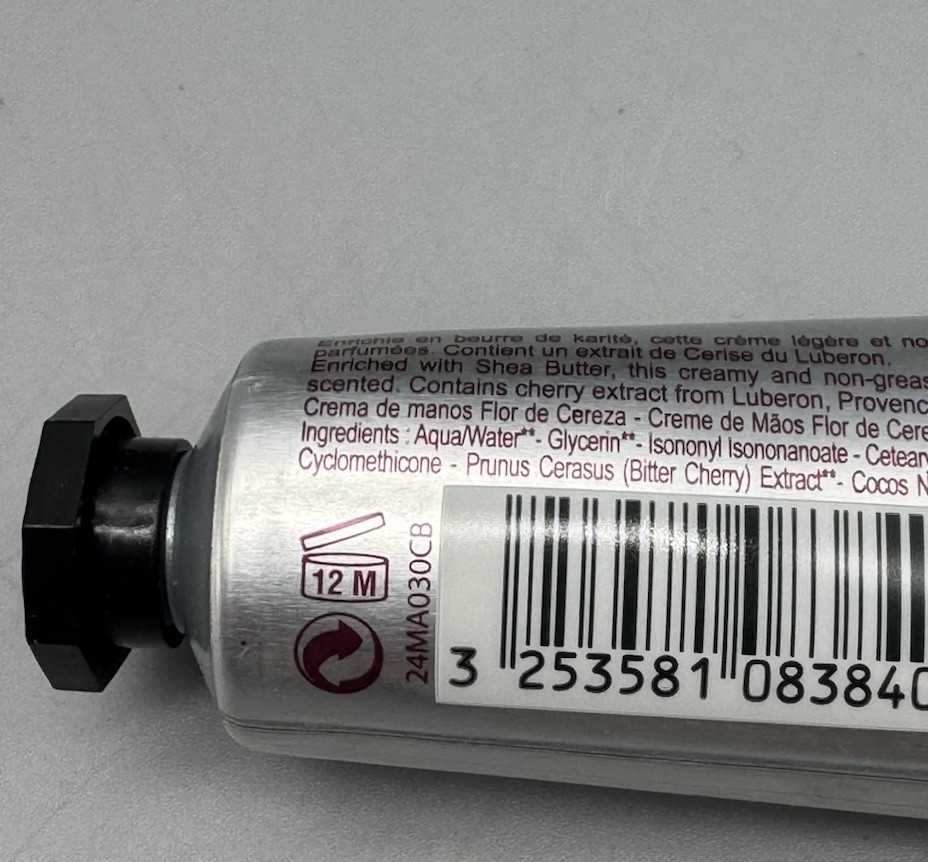 Enrichie en beurre de karité, cette crème légère et no
parfumées. Contient un extrait de Cerise du Luberon.
Enriched with Shea Butter, this creamy and non-greas
scented. Contains cherry extract from Luberon, Provenc
Crema de manos Flor de Cereza - Creme de Mãos Flor de Cere
Ingredients : Aqua/Water**- Glycerin**- Isononyl Isononanoate - Cetear
Cyclomethicone - Prunus Cerasus (Bitter Cherry) Extract**- Cocos N
12 M
24MA030CB
3 253581 083840